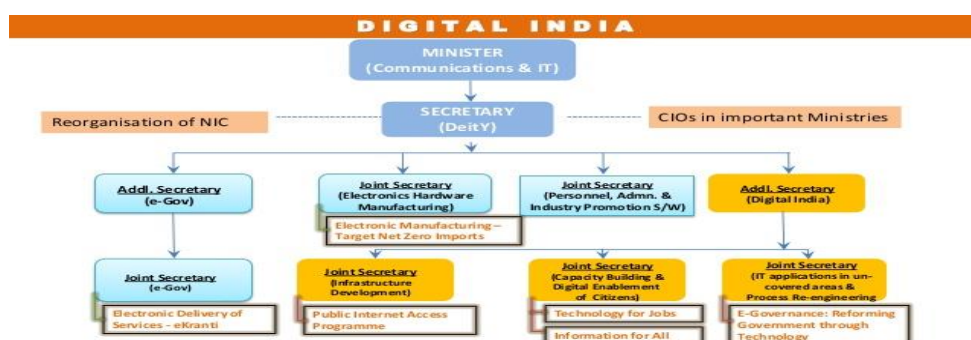 DIGITAL INDIA
MINISTER
(Communications & IT)
Reorganisation of NIC
SECRETARY
(DeitY)
CIOs in important Ministries
Addl. Secretary
(e-Gov)
Joint Secretary
(Electronics Hardware
Manufacturing)
Joint Secretary
(Personnel, Admn. &
Industry Promotion S/W)
Addl. Secretary
(Digital India)
Electronic Manufacturing –
Target Net Zero Imports
Joint Secretary
(e-Gov)
Joint Secretary
(Infrastructure
Development)
Joint Secretary
(Capacity Building &
Digital Enablement
of Citizens)
Joint Secretary
(IT applications in un-
covered areas &
Process Re-engineering
Electronic Delivery of
Services - eKranti
Public Internet Access
Programme
Technology for Jobs
Information for All
E-Governance: Reforming
Government through
Technology